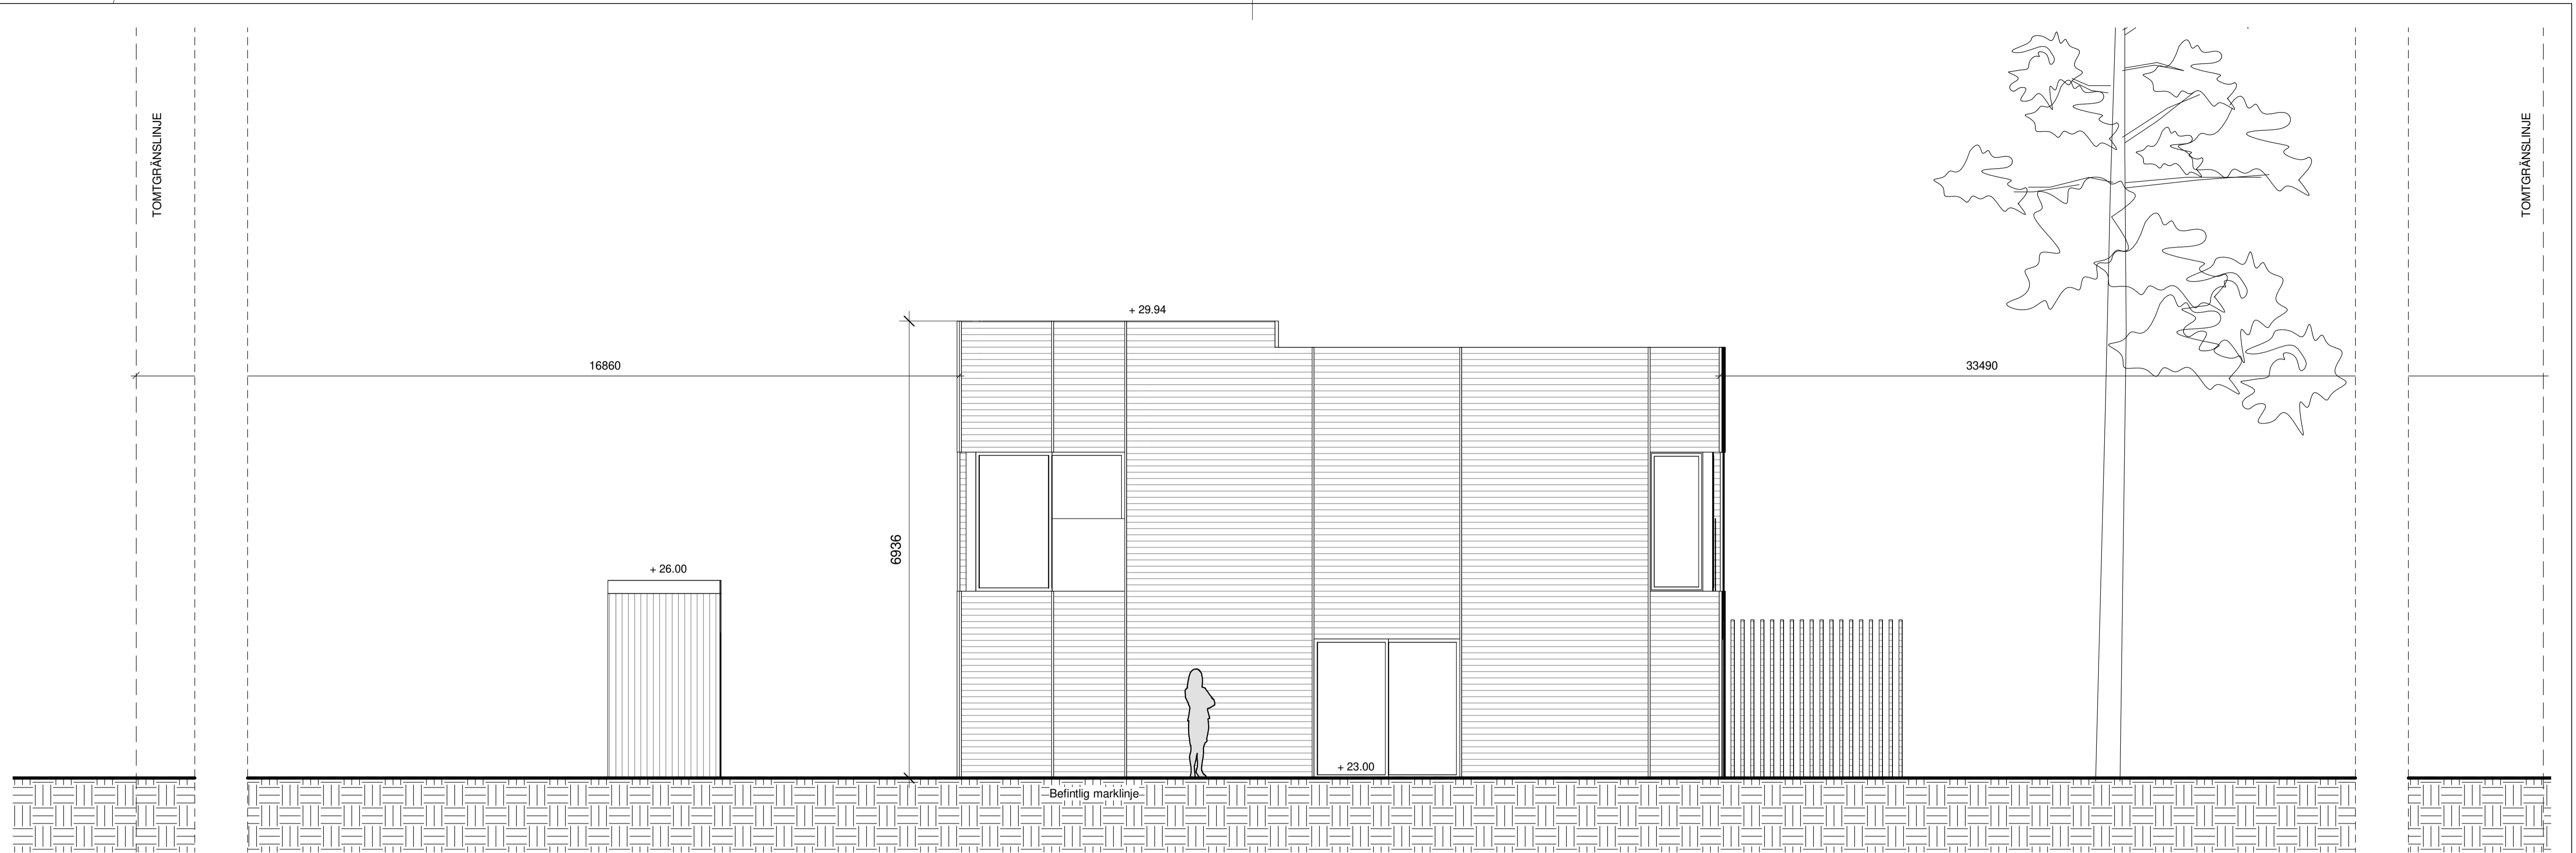 TOMTGRÄNSLINJE
TOMTGRÄNSLINJE
+ 29.94
16860
33490
6936
+ 26.00
+ 23.00
Befintlig marklinje